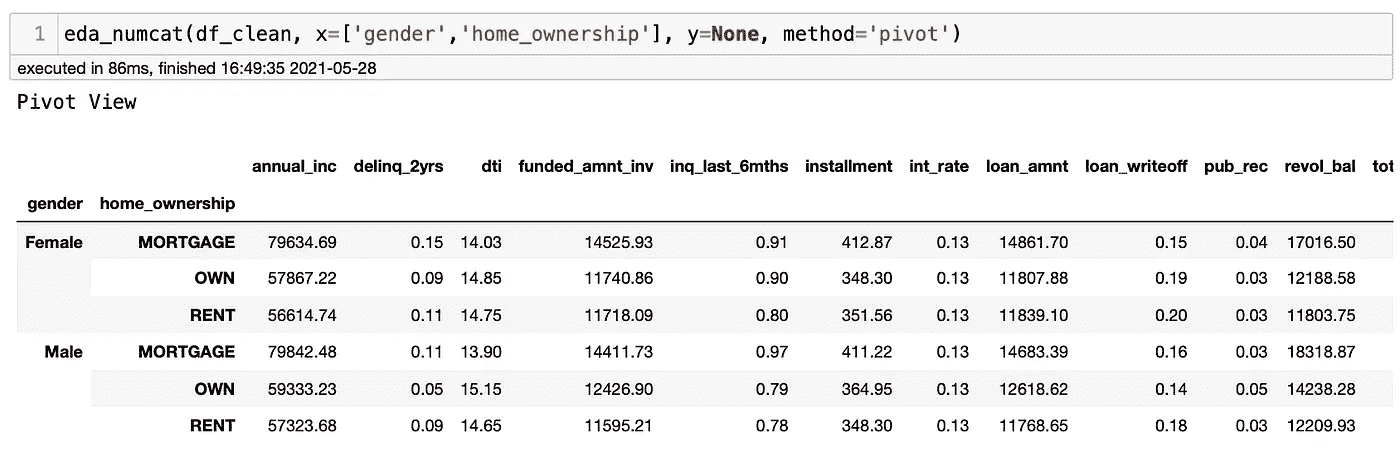 1 eda_numcat(df_clean, x=['gender','home_ownership'], y=None, method='pivot')
executed in 86ms, finished 16:49:35 2021-05-28
Pivot View
annual_inc delinq_2yrs dti funded_amnt_inv inq_last_6mths installment int_rate loan_amnt loan_writeoff pub_rec revol_bal tot
gender home_ownership
Female MORTGAGE 79634.69 0.15 14.03 14525.93 0.91 412.87 0.13 14861.70 0.15 0.04 17016.50
OWN 57867.22 0.09 14.85 11740.86 0.90 348.30 0.13 11807.88 0.19 0.03 12188.58
RENT 56614.74 0.11 14.75 11718.09 0.80 351.56 0.13 11839.10 0.20 0.03 11803.75
Male MORTGAGE 79842.48 0.11 13.90 14411.73 0.97 411.22 0.13 14683.39 0.16 0.03 18318.87
OWN 59333.23 0.05 15.15 12426.90 0.79 364.95 0.13 12618.62 0.14 0.05 14238.28
RENT 57323.68 0.09 14.65 11595.21 0.78 348.30 0.13 11768.65 0.18 0.03 12209.93